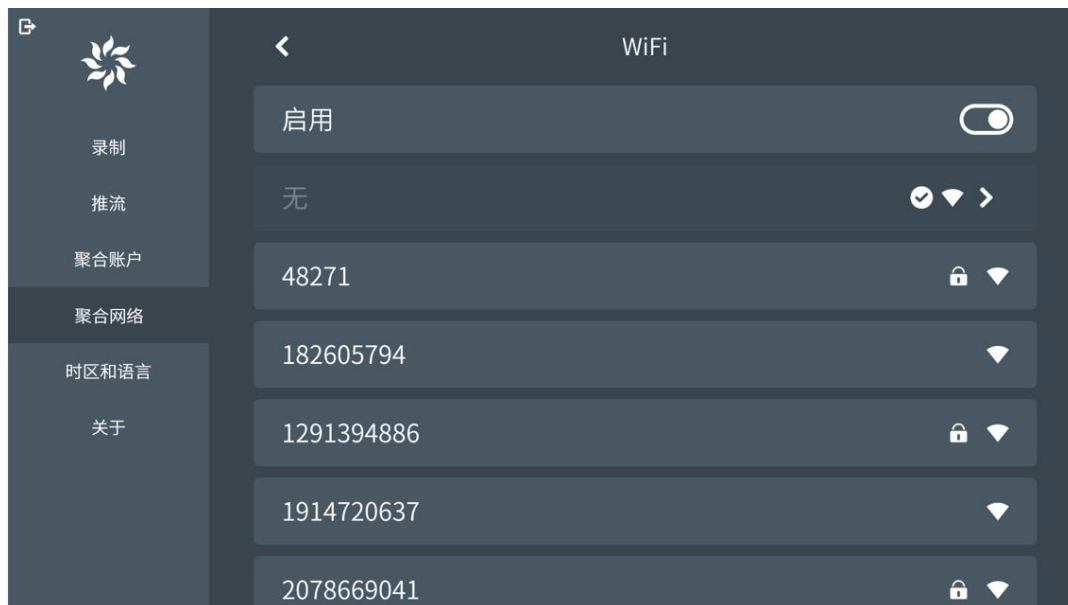 录制
推流
聚合账户
聚合网络
时区和语言
关于
WiFi
启用
无
48271
182605794
1291394886
1914720637
2078669041